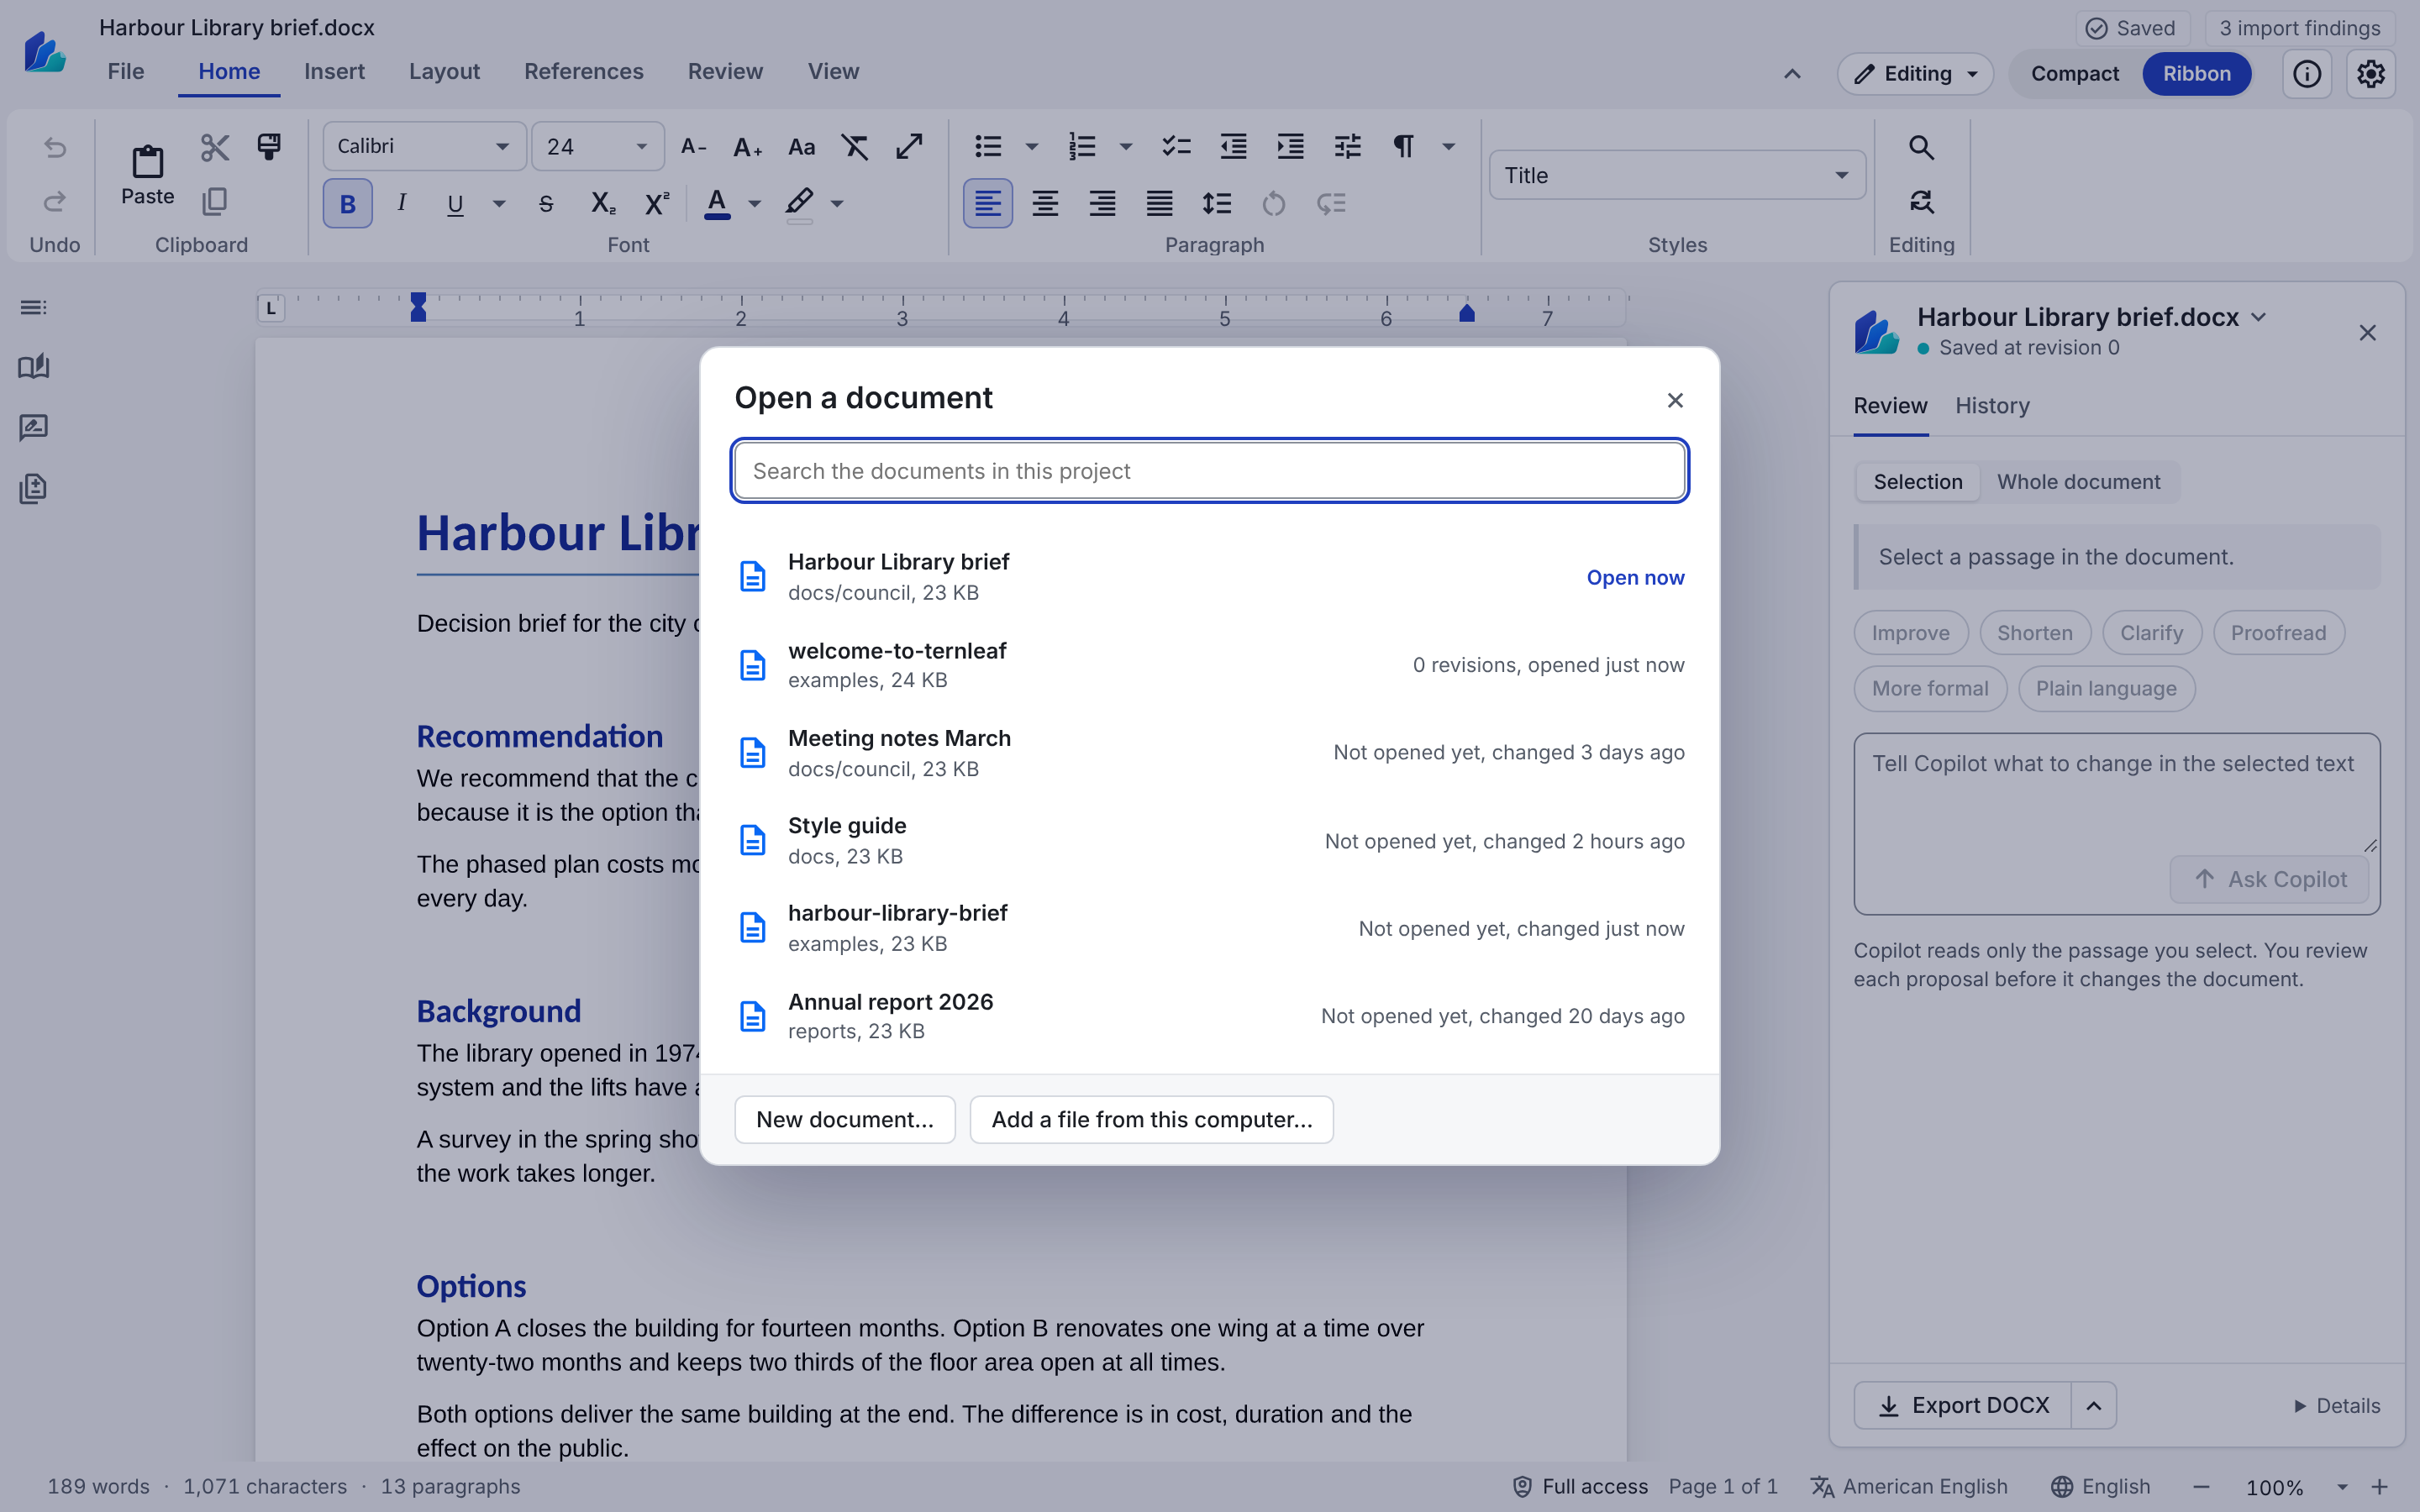 Harbour Library brief.docx
Saved
3 import findings
File
Home
Insert
Layout
References
Review
View
Editing
Compact
Ribbon
Paste
Calibri
24
Title
Undo
Clipboard
Font
Paragraph
Styles
Editing
L
1
2
3
4
5
6
7
Harbour Libr
Decision brief for the city
Recommendation
We recommend that the
because it is the option
The phased plan costs
every day.
Background
The library opened in 1974
system and the lifts have
A survey in the spring
the work takes longer.
Options
Option A closes the building for fourteen months. Option B renovates one wing at a time over
twenty-two months and keeps two thirds of the floor area open at all times.
Both options deliver the same building at the end. The difference is in cost, duration and the
effect on the public.
Open a document
Search the documents in this project
Harbour Library brief
docs/council, 23 KB
Open now
welcome-to-ternleaf
examples, 24 KB
0 revisions, opened just now
Meeting notes March
docs/council, 23 KB
Not opened yet, changed 3 days ago
Style guide
docs, 23 KB
Not opened yet, changed 2 hours ago
harbour-library-brief
examples, 23 KB
Not opened yet, changed just now
Annual report 2026
reports, 23 KB
Not opened yet, changed 20 days ago
New document...
Add a file from this computer...
Harbour Library brief.docx
Saved at revision 0
Review
History
Selection
Whole document
Select a passage in the document.
Improve
Shorten
Clarify
Proofread
More formal
Plain language
Tell Copilot what to change in the selected text
Ask Copilot
Copilot reads only the passage you select. You review
each proposal before it changes the document.
Export DOCX
Details
189 words · 1,071 characters · 13 paragraphs
Full access
Page 1 of 1
American English
English
100%